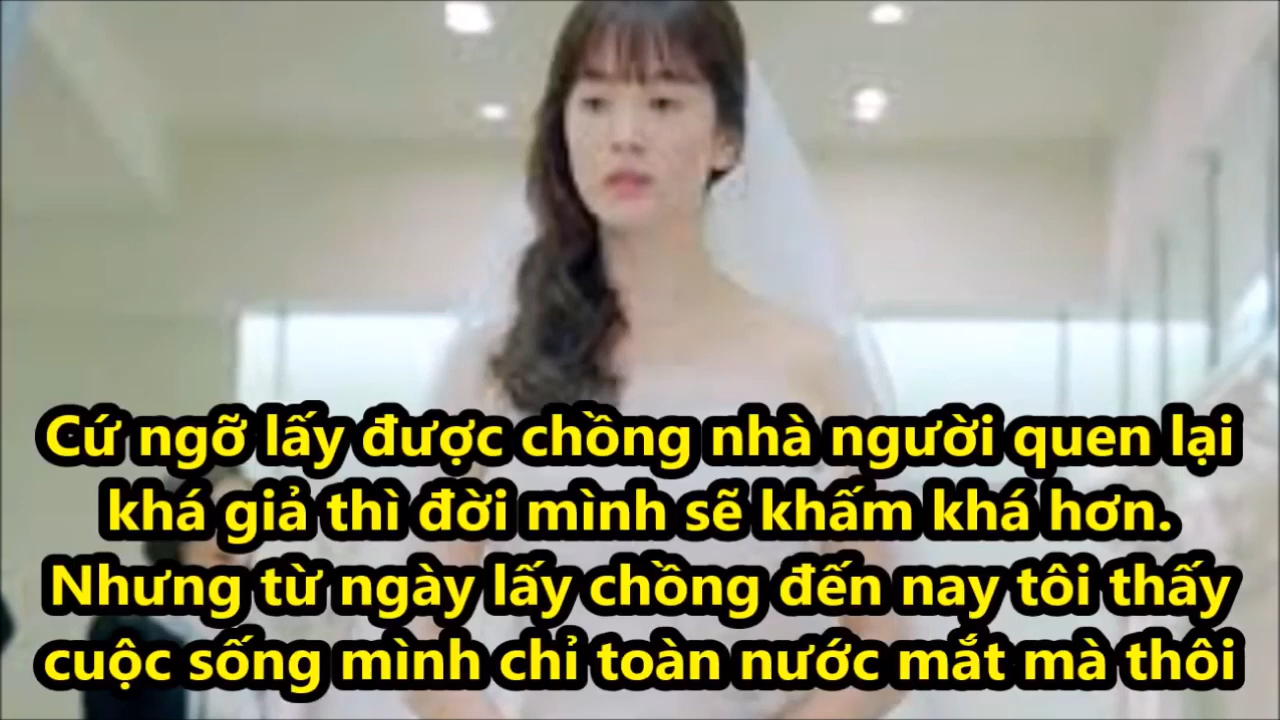 Cứ ngỡ lấy được chồng nhà người quen lại
khá giả thì đời mình sẽ khấm khá hơn.
Nhưng từ ngày lấy chồng đến nay tôi thấy
cuộc sống mình chỉ toàn nước mắt mà thôi